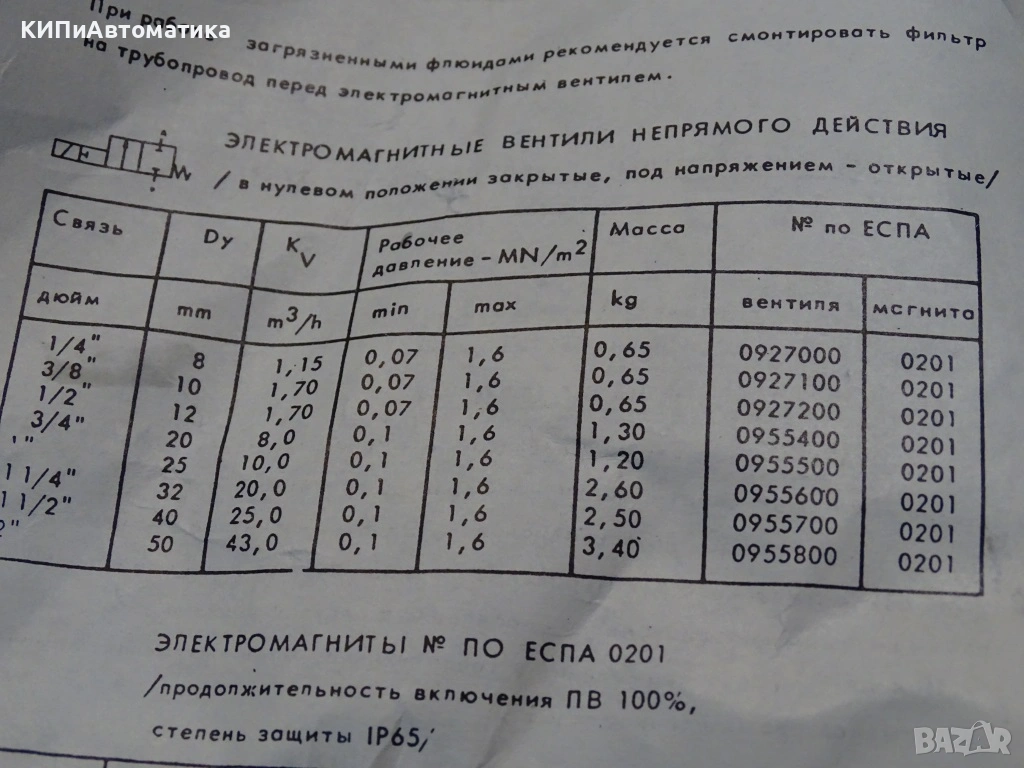 КИПиАвтоматика
При работе загрязненными флюидами рекомендуется смонтировать фильтр
на трубопровод перед электромагнитным вентилем.
ЭЛЕКТРОМАГНИТНЫЕ ВЕНТИЛИ НЕПРЯМОГО ДЕЙСТВИЯ
/ в нулевом положении закрытые, под напряжением - открытые/
Связь Dy Kv Рабочее давление - MN/m2 Масса № по ЕСПА
дюйм mm m3/h min max kg вентиля магнита
1/4" 8 1,15 0,07 1,6 0,65 0927000 0201
3/8" 10 1,70 0,07 1,6 0,65 0927100 0201
1/2" 12 1,70 0,07 1,6 0,65 0927200 0201
3/4" 20 8,0 0,1 1,6 1,30 0955400 0201
1" 25 10,0 0,1 1,6 1,20 0955500 0201
1 1/4" 32 20,0 0,1 1,6 2,60 0955600 0201
1 1/2" 40 25,0 0,1 1,6 2,50 0955700 0201
2" 50 43,0 0,1 1,6 3,40 0955800 0201
ЭЛЕКТРОМАГНИТЫ № ПО ЕСПА 0201
/продолжительность включения ПВ 100%,
степень защиты IP65/
BAZAR